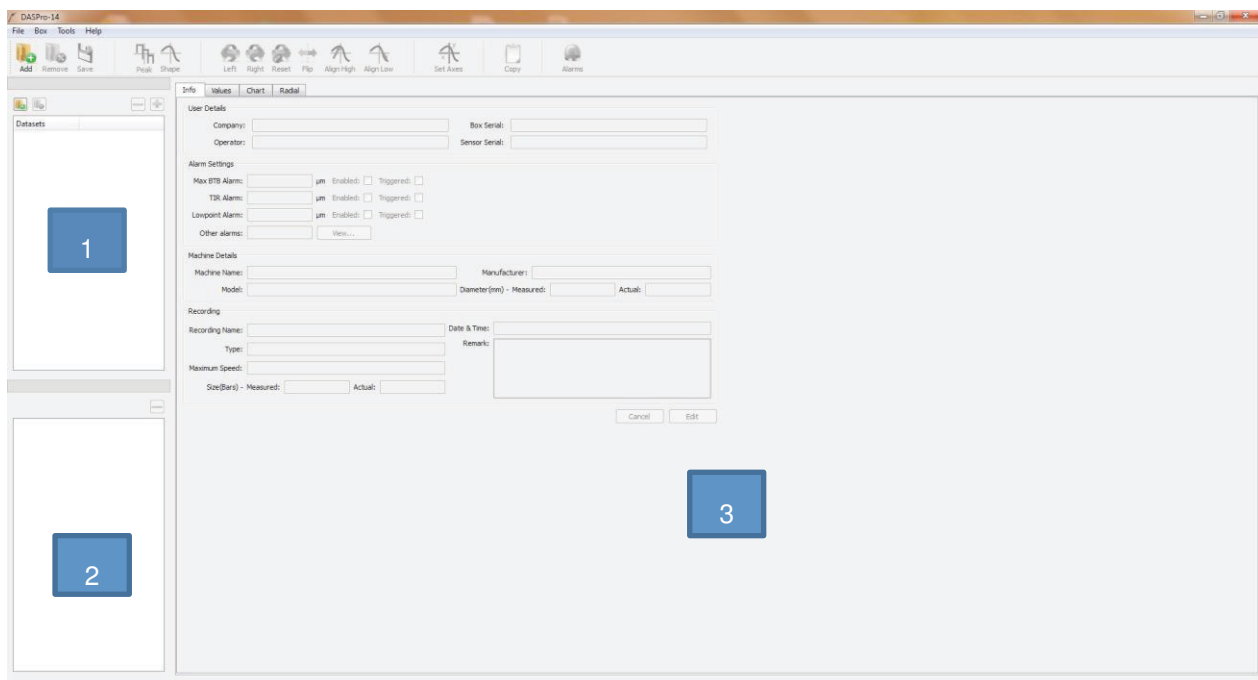 DASPro-14
File Box Tools Help
Add Remove Save Peak Shape Left Right Reset Flip Align High Align Low Set Axes Copy Alarms
Info Values Chart Radial
Datasets
User Details
Company: Box Serial:
Operator: Sensor Serial:
Alarm Settings
Max BTB Alarm: µm Enabled: Triggered:
TIR Alarm: µm Enabled: Triggered:
Lowpoint Alarm: µm Enabled: Triggered:
Other alarms: View...
Machine Details
Machine Name: Manufacturer:
Model: Diameter(mm) - Measured: Actual:
Recording
Recording Name: Date & Time:
Type: Remark:
Maximum Speed:
Size(Bars) - Measured: Actual:
Cancel Edit
1
2
3